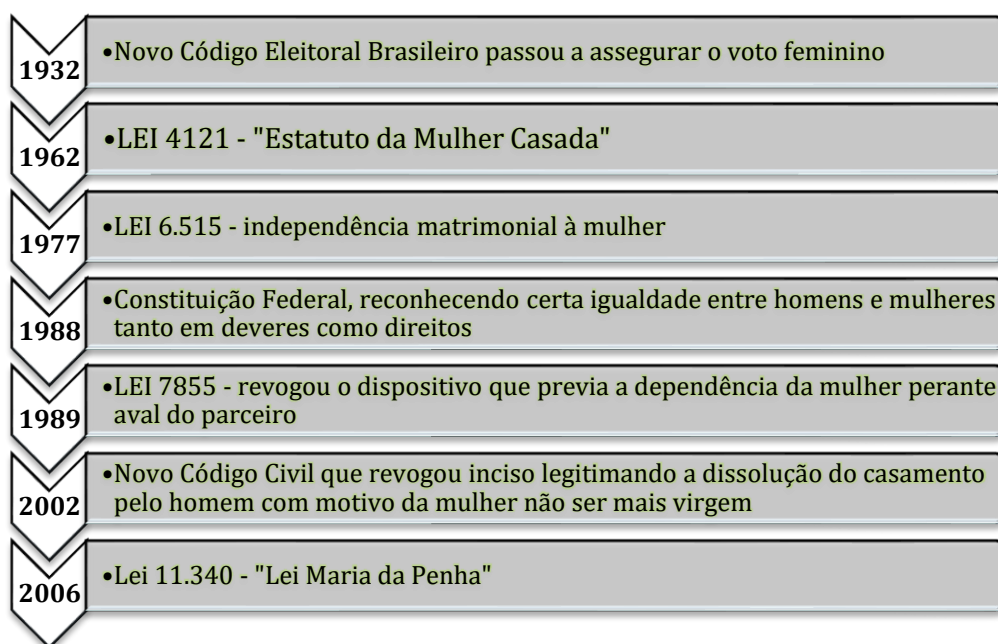 1932
•Novo Código Eleitoral Brasileiro passou a assegurar o voto feminino
1962
•LEI 4121 - "Estatuto da Mulher Casada"
1977
•LEI 6.515 - independência matrimonial à mulher
1988
•Constituição Federal, reconhecendo certa igualdade entre homens e mulheres
tanto em deveres como direitos
1989
•LEI 7855 - revogou o dispositivo que previa a dependência da mulher perante
aval do parceiro
2002
•Novo Código Civil que revogou inciso legitimando a dissolução do casamento
pelo homem com motivo da mulher não ser mais virgem
2006
•Lei 11.340 - "Lei Maria da Penha"